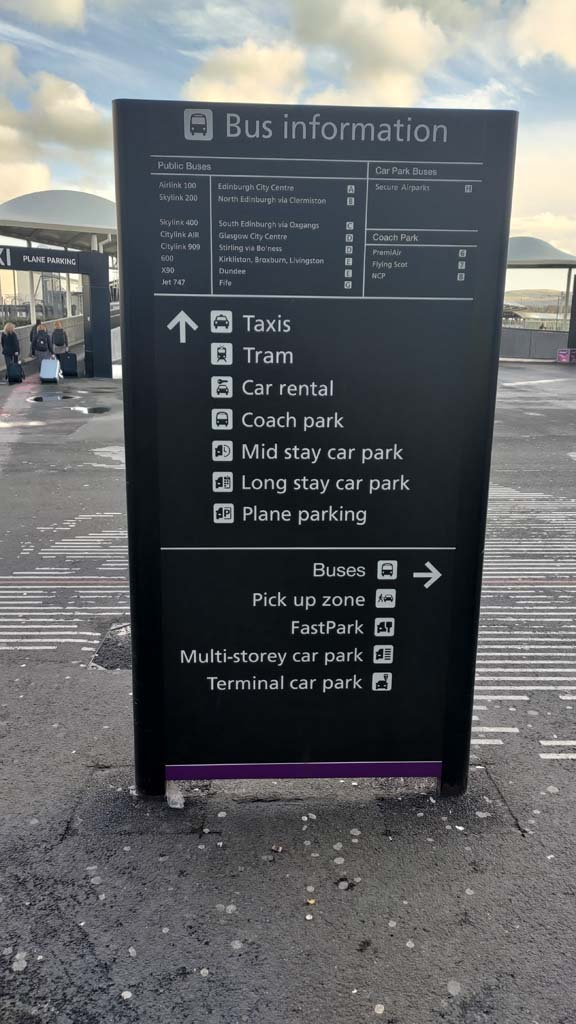 Bus information
Public Buses
Airlink 100 Edinburgh City Centre A
Skylink 200 North Edinburgh via Clermiston B
Skylink 400 South Edinburgh via Oxgangs C
Citylink AIR Glasgow City Centre D
Citylink 909 Stirling via Bo'ness D
600 Kirkliston, Broxburn, Livingston E
X90 Dundee E
Jet 747 Fife G
Car Park Buses
Secure Airparks H
Coach Park
PremiAir 6
Flying Scot 7
NCP 8
XI PLANE PARKING
Taxis
Tram
Car rental
Coach park
Mid stay car park
Long stay car park
Plane parking
Buses
Pick up zone
FastPark
Multi-storey car park
Terminal car park